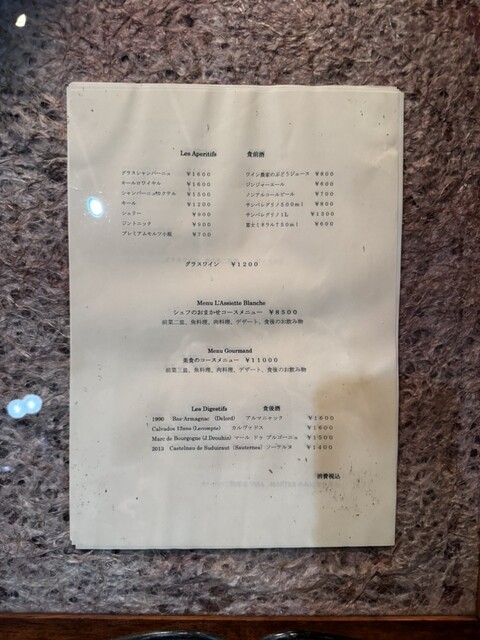 Les Aperitifs 食前酒
グラスシャンパーニュ ¥1600
キールロワイヤル ¥1600
シャンパーニュカクテル ¥1500
キール ¥1200
シェリー ¥900
ジントニック ¥900
プレミアムモルツ小瓶 ¥700
ワイン農家のぶどうジュース ¥800
ジンジャーエール ¥600
ノンアルコールビール ¥700
サンペレグリノ500ml ¥800
サンペレグリノ1L ¥1300
富士ミネラル750ml ¥800
グラスワイン ¥1200
Menu L'Assiette Blanche
シェフのおまかせコースメニュー ¥8500
前菜二皿、魚料理、肉料理、デザート、食後のお飲み物
Menu Gourmand
美食のコースメニュー ¥11000
前菜三皿、魚料理、肉料理、デザート、食後のお飲み物
Les Digestifs 食後酒
1990 Bas-Armagnac (Delord) アルマニャック ¥1600
Calvados 12ans (Lecompte) カルヴァドス ¥1600
Marc de Bourgogne (J.Drouhin) マール ドゥ ブルゴーニュ ¥1500
2013 Castelnau de Suduiraut (Sauternes) ソーテルヌ ¥1400
消費税込